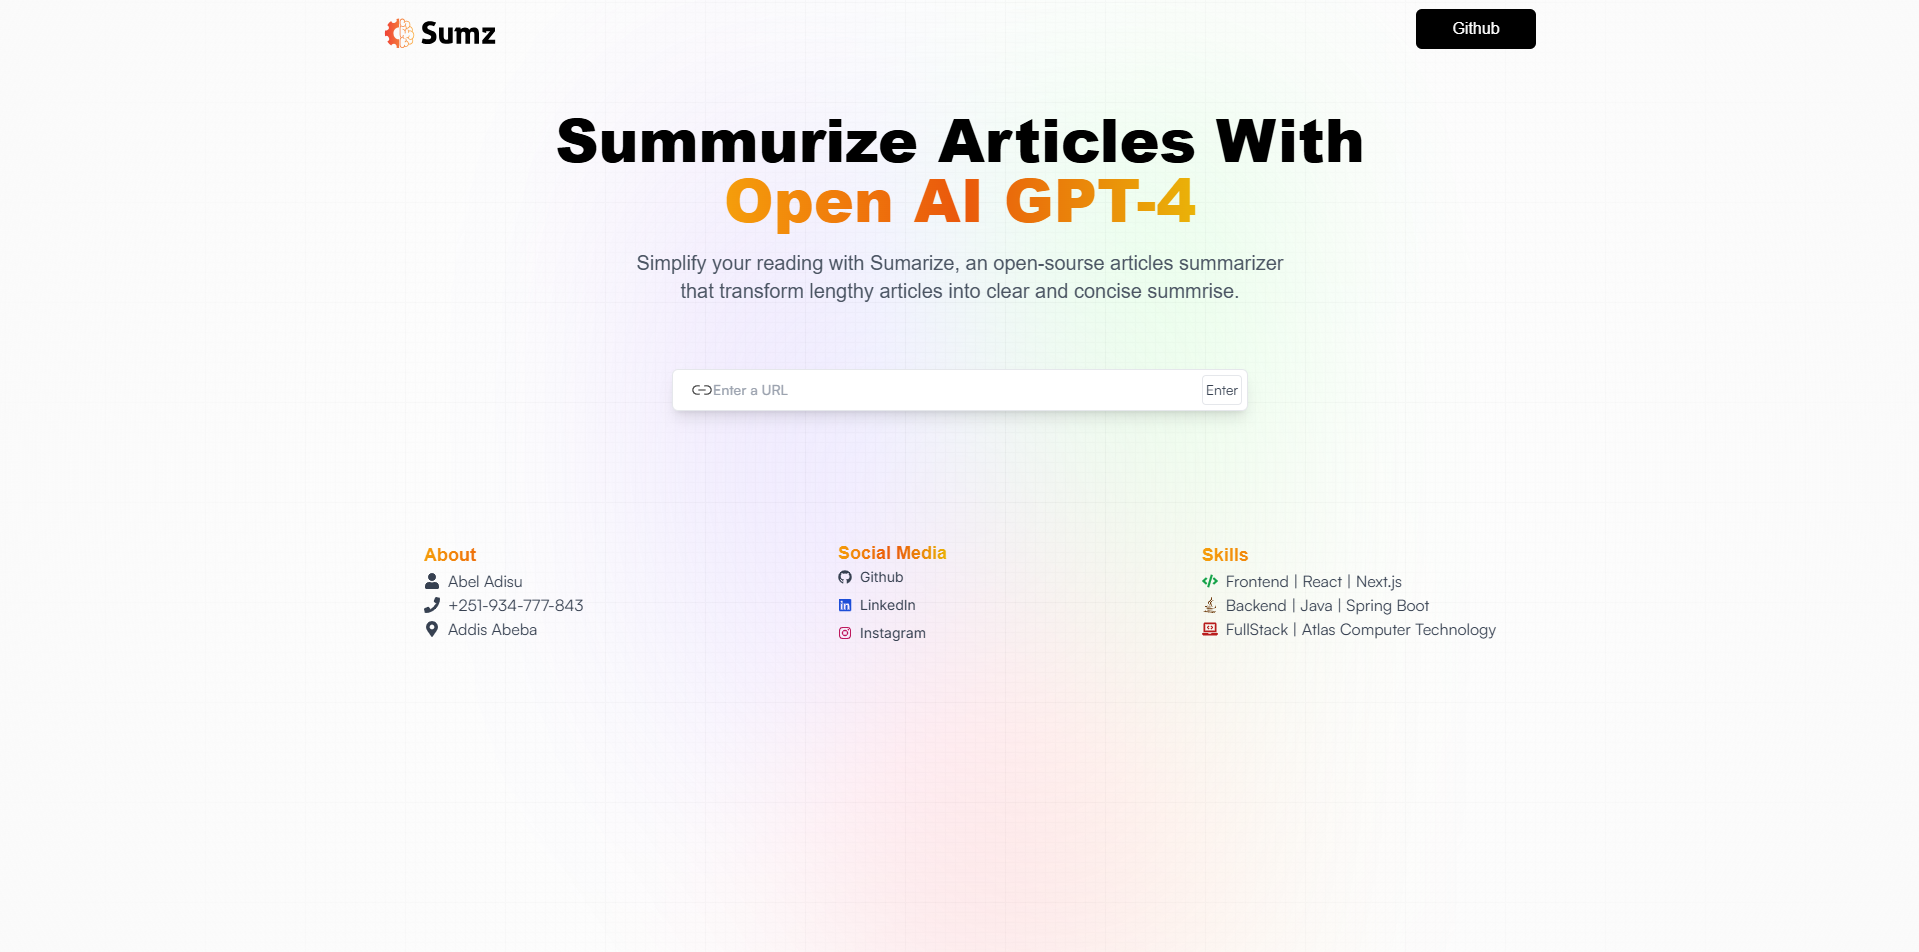 Sumz
Github
Summurize Articles With
Open AI GPT-4
Simplify your reading with Sumarize, an open-sourse articles summarizer
that transform lengthy articles into clear and concise summrise.
Enter a URL
Enter
About
Abel Adisu
+251-934-777-843
Addis Abeba
Social Media
Github
LinkedIn
Instagram
Skills
Frontend | React | Next.js
Backend | Java | Spring Boot
FullStack | Atlas Computer Technology